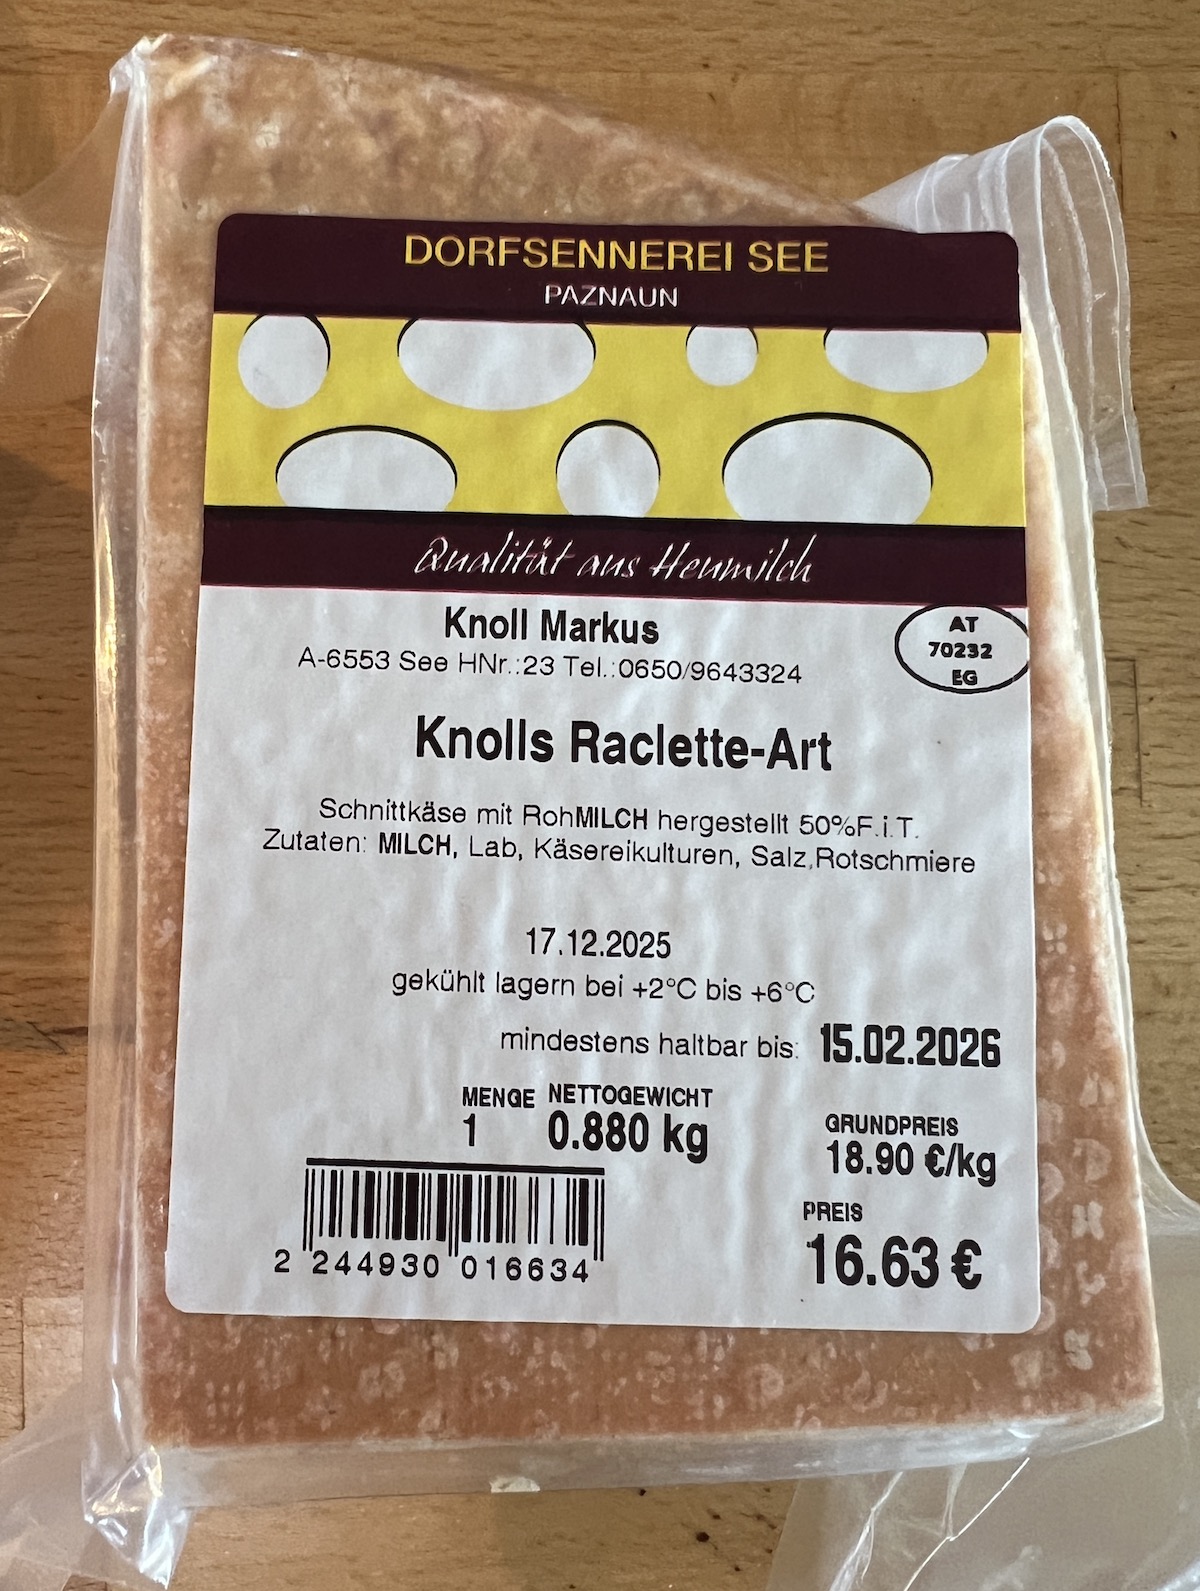 DORFSENNEREI SEE
PAZNAUN
Qualität aus Heumilch
Knoll Markus
A-6553 See HNr.:23 Tel.:0650/9643324
AT
70232
EG
Knolls Raclette-Art
Schnittkäse mit RohMILCH hergestellt 50%F.i.T.
Zutaten: MILCH, Lab, Käsereikulturen, Salz,Rotschmiere
17.12.2025
gekühlt lagern bei +2°C bis +6°C
mindestens haltbar bis: 15.02.2026
MENGE NETTOGEWICHT
1 0.880 kg
GRUNDPREIS
18.90 €/kg
PREIS
16.63 €
2 244930 016634